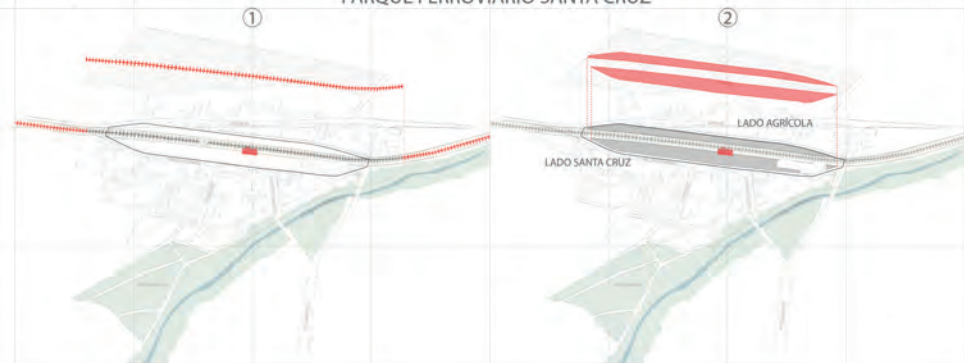 PARQUE FERROVIARIO SANTA CRUZ
1
2
LADO AGRÍCOLA
LADO SANTA CRUZ